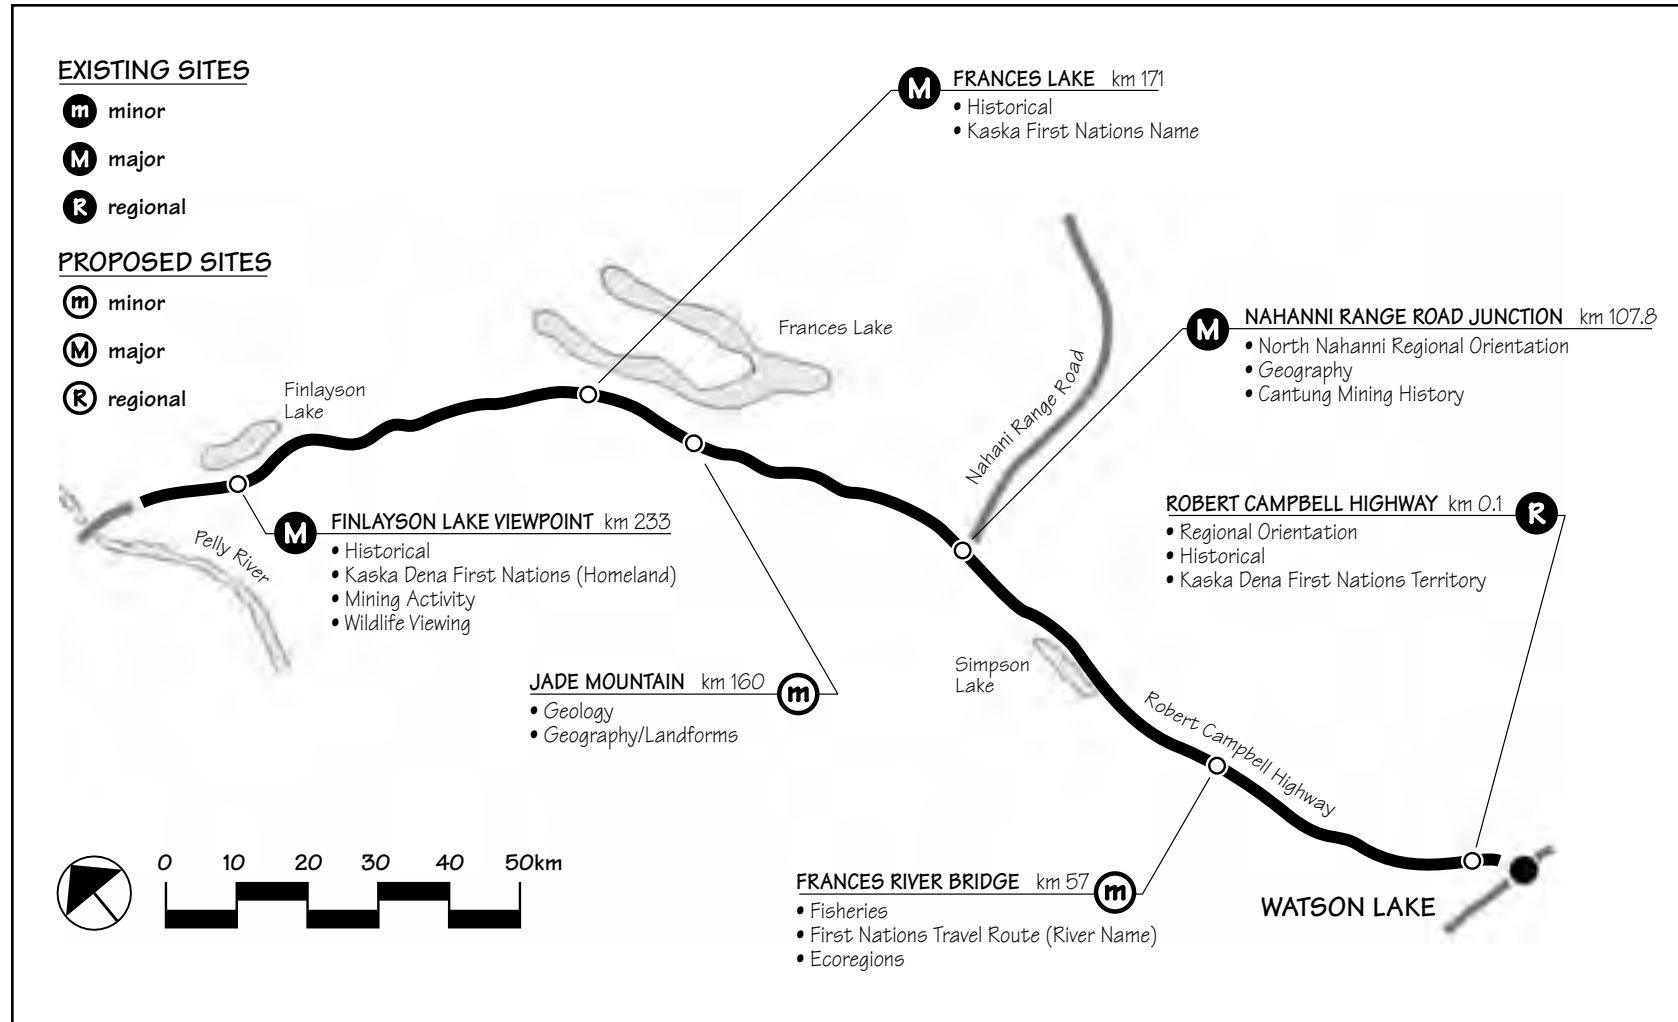 EXISTING SITES
m minor
M major
R regional
PROPOSED SITES
m minor
M major
R regional
M FRANCES LAKE km 171
• Historical
• Kaska First Nations Name
Frances Lake
Finlayson
Lake
Nahani Range Road
M NAHANNI RANGE ROAD JUNCTION km 107.8
• North Nahanni Regional Orientation
• Geography
• Cantung Mining History
ROBERT CAMPBELL HIGHWAY km 0.1 R
• Regional Orientation
• Historical
• Kaska Dena First Nations Territory
Pelly River
M FINLAYSON LAKE VIEWPOINT km 233
• Historical
• Kaska Dena First Nations (Homeland)
• Mining Activity
• Wildlife Viewing
JADE MOUNTAIN km 160 m
• Geology
• Geography/Landforms
Simpson
Lake
Robert Campbell Highway
0 10 20 30 40 50km
FRANCES RIVER BRIDGE km 57 m
• Fisheries
• First Nations Travel Route (River Name)
• Ecoregions
WATSON LAKE